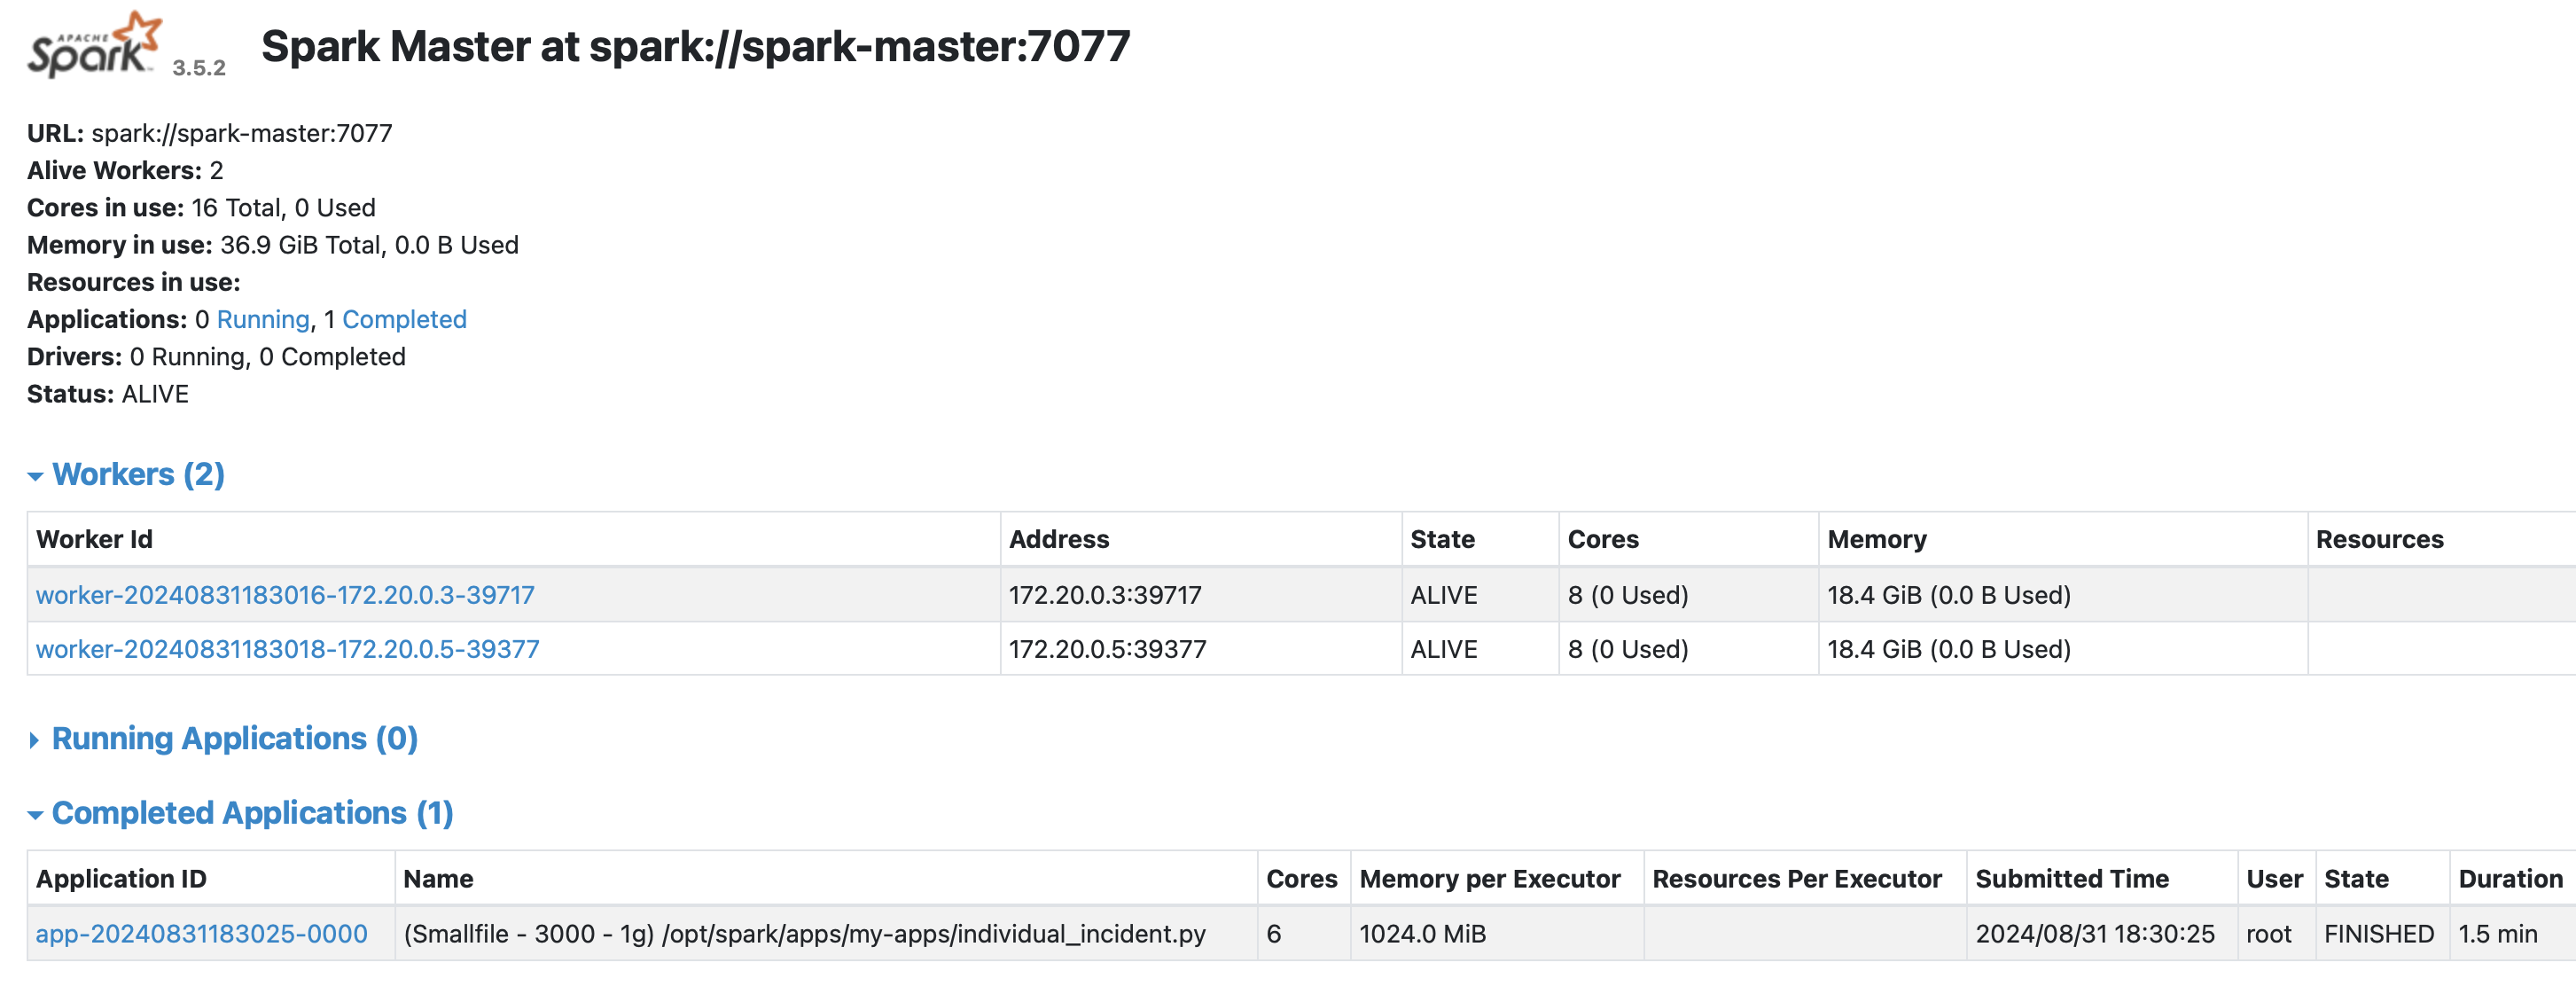 APACHE
Spark™ 3.5.2 Spark Master at spark://spark-master:7077
URL: spark://spark-master:7077
Alive Workers: 2
Cores in use: 16 Total, 0 Used
Memory in use: 36.9 GiB Total, 0.0 B Used
Resources in use:
Applications: 0 Running, 1 Completed
Drivers: 0 Running, 0 Completed
Status: ALIVE
Workers (2)
Worker Id Address State Cores Memory Resources
worker-20240831183016-172.20.0.3-39717 172.20.0.3:39717 ALIVE 8 (0 Used) 18.4 GiB (0.0 B Used)
worker-20240831183018-172.20.0.5-39377 172.20.0.5:39377 ALIVE 8 (0 Used) 18.4 GiB (0.0 B Used)
Running Applications (0)
Completed Applications (1)
Application ID Name Cores Memory per Executor Resources Per Executor Submitted Time User State Duration
app-20240831183025-0000 (Smallfile - 3000 - 1g) /opt/spark/apps/my-apps/individual_incident.py 6 1024.0 MiB 2024/08/31 18:30:25 root FINISHED 1.5 min